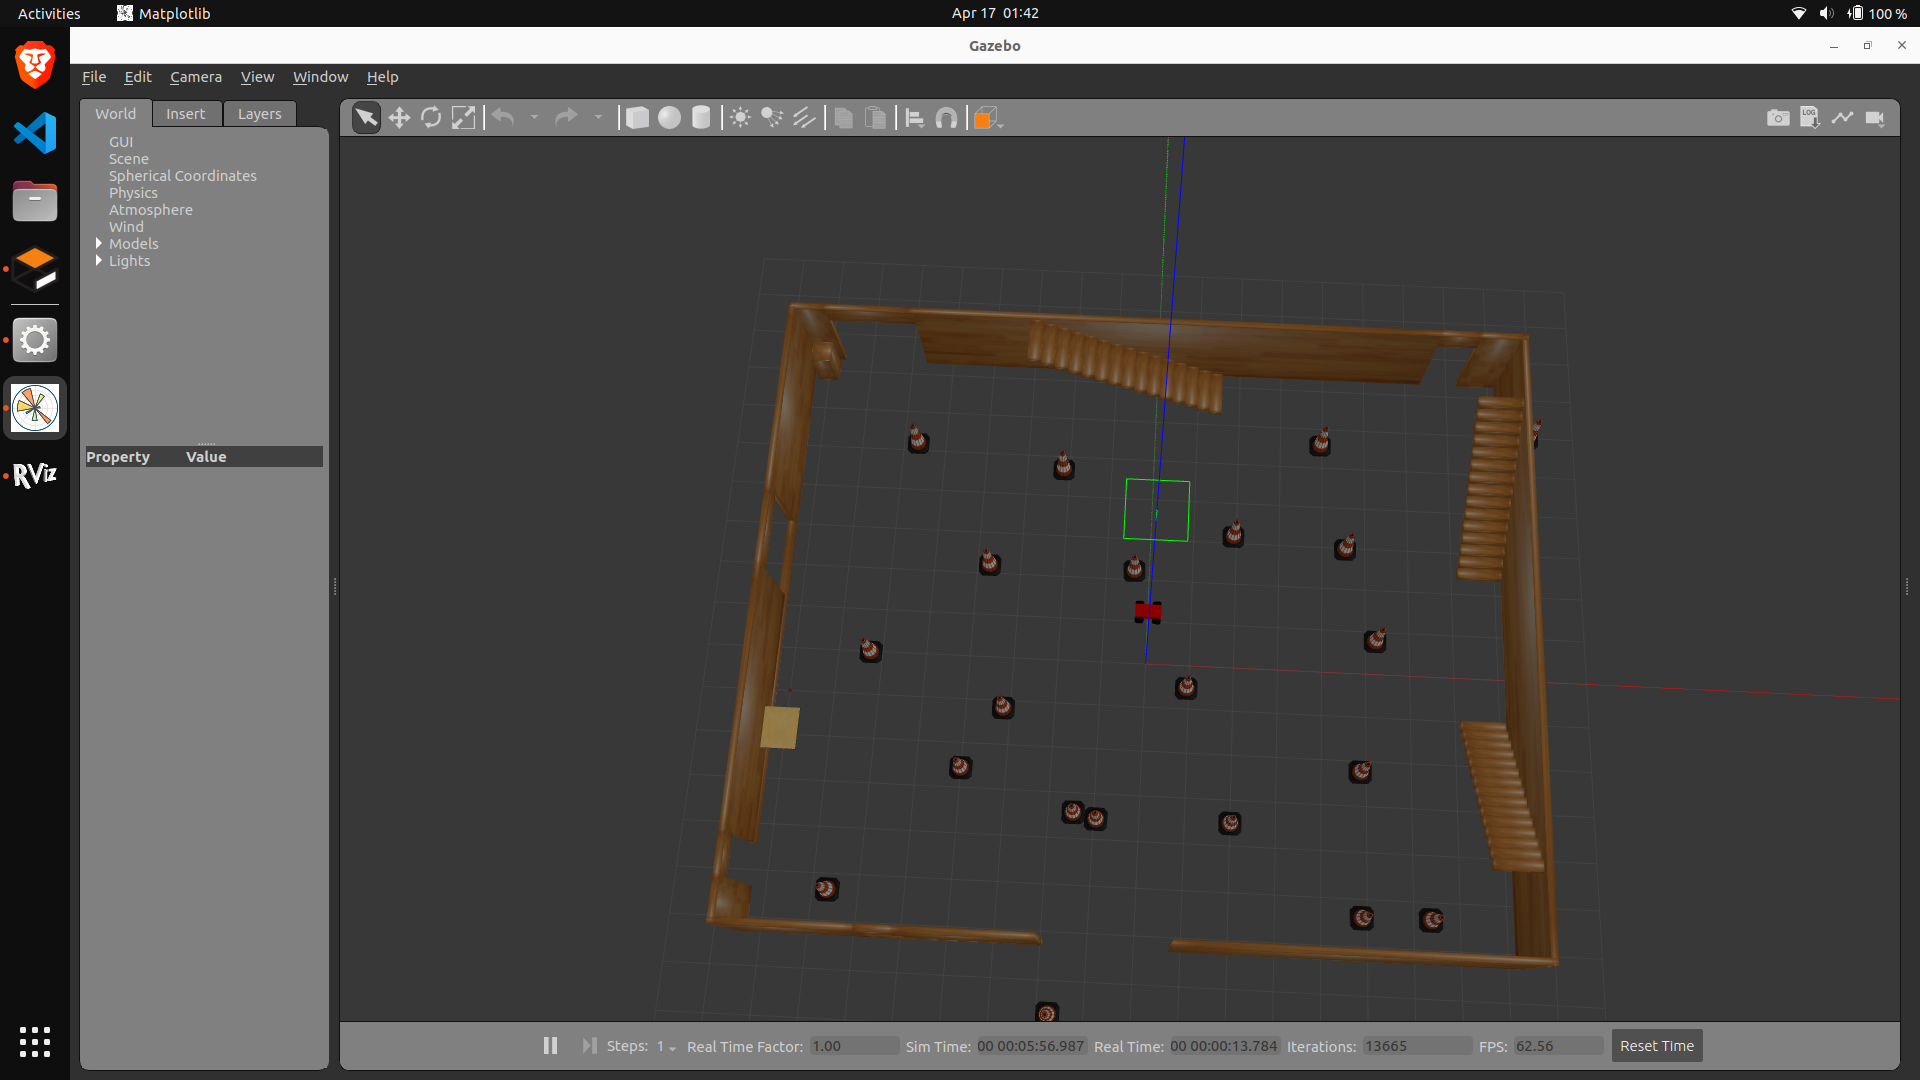 Activities Matplotlib Apr 17 01:42 100 %
Gazebo
File Edit Camera View Window Help
World Insert Layers
LOG
GUI
Scene
Spherical Coordinates
Physics
Atmosphere
Wind
Models
Lights
Property Value
RViz
Steps: 1 Real Time Factor: 1.00 Sim Time: 00 00:05:56.987 Real Time: 00 00:00:13.784 Iterations: 13665 FPS: 62.56 Reset Time